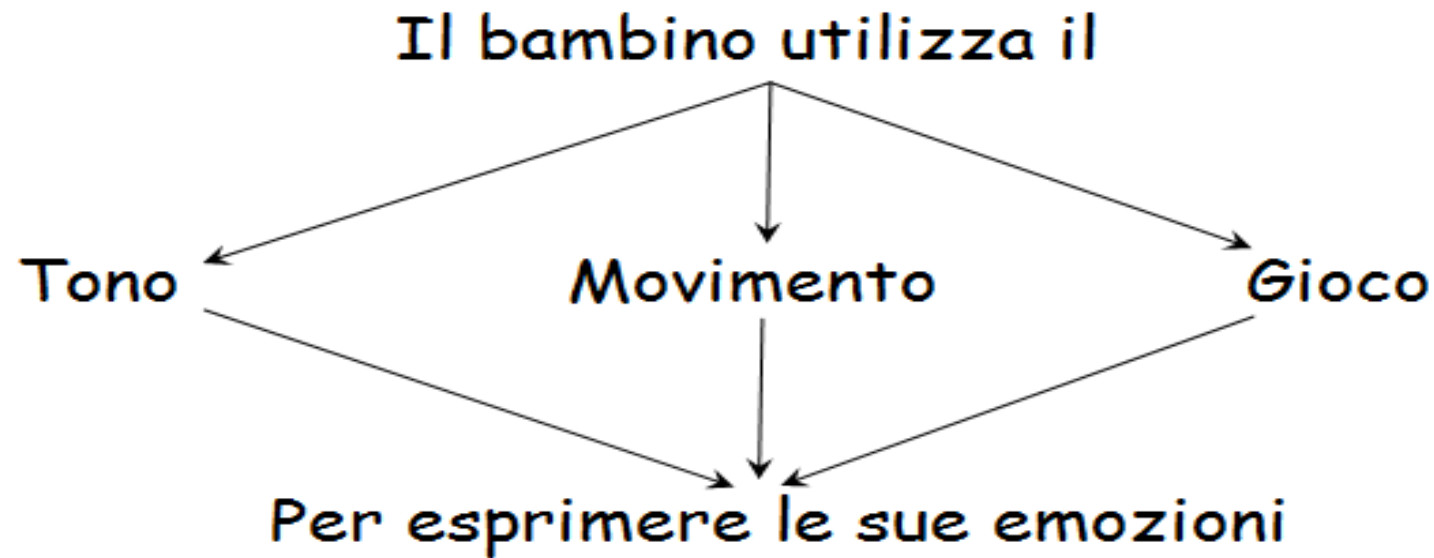 Il bambino utilizza il
Tono Movimento Gioco
Per esprimere le sue emozioni